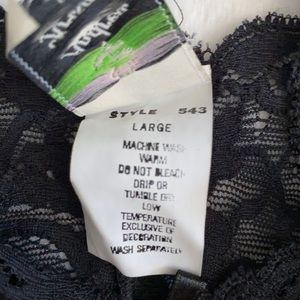 STYLE 543
LARGE
MACHINE WASH
WARM
DO NOT BLEACH
DRIP OR
TUMBLE DRY
LOW
TEMPERATURE
EXCLUSIVE OF
DECORATION
WASH SEPARATELY